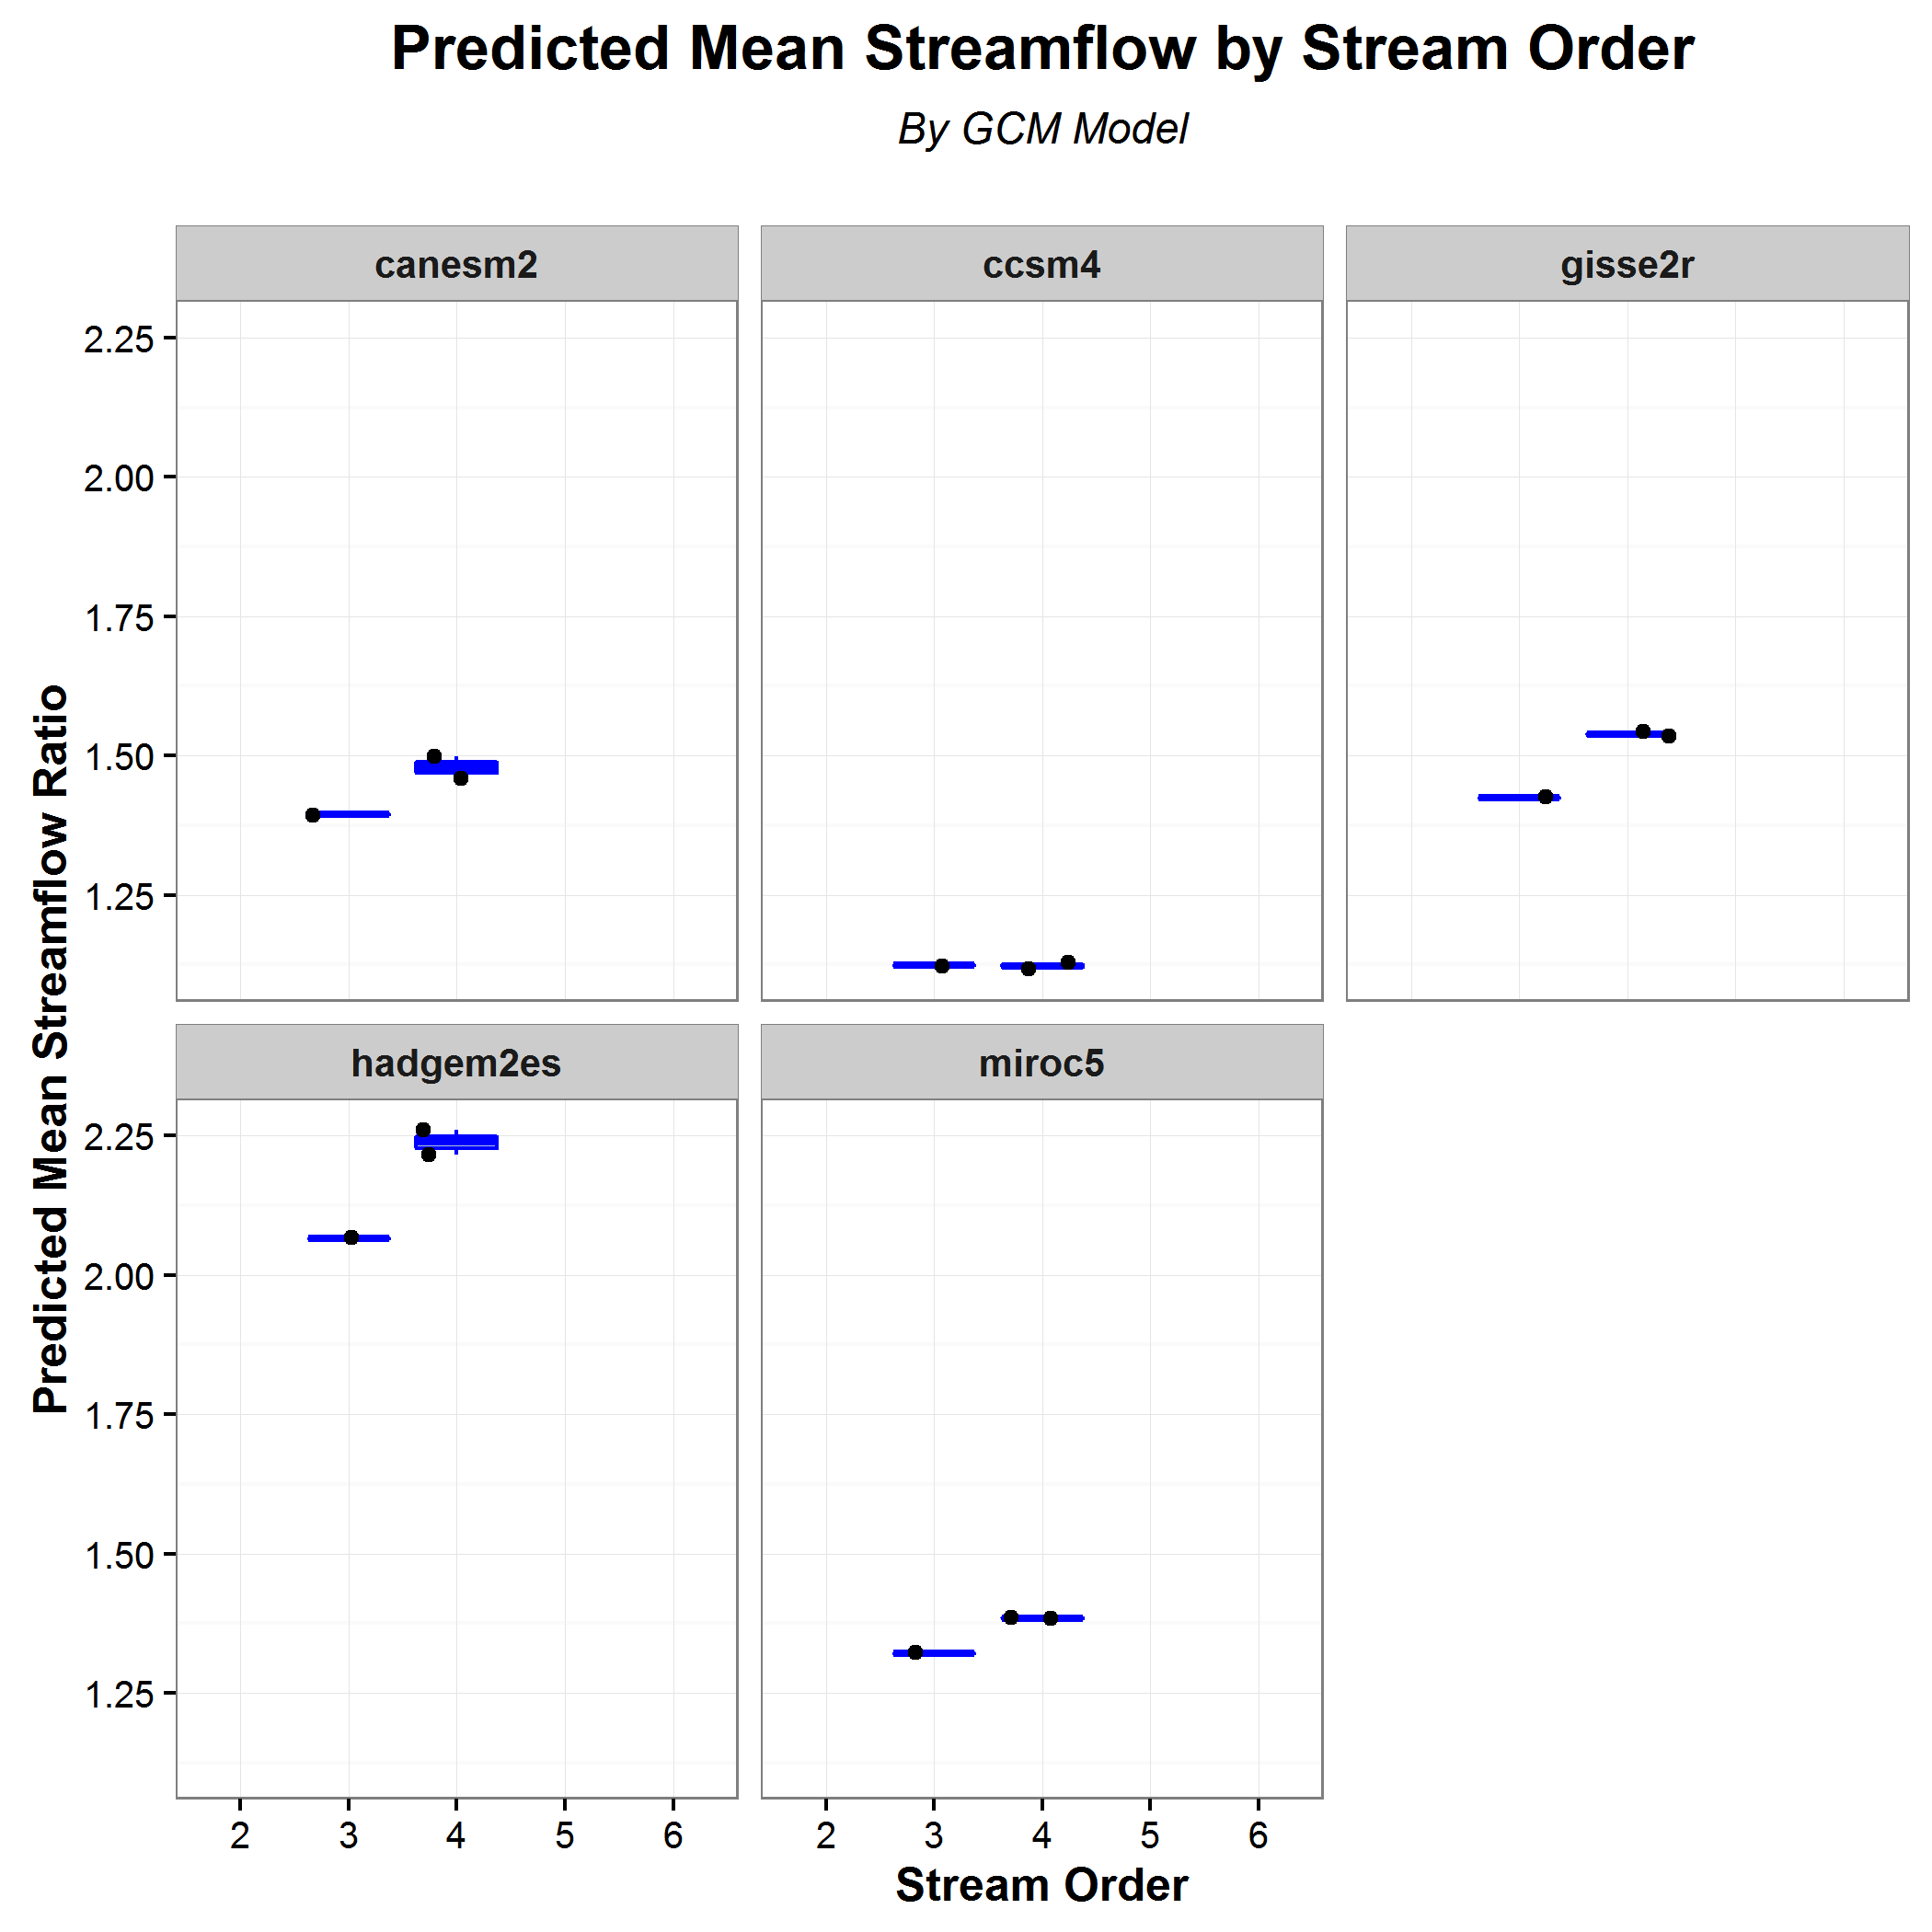 Predicted Mean Streamflow by Stream Order
By GCM Model
canesm2
ccsm4
gisse2r
2.25
2.00
1.75
1.50
1.25
Predicted Mean Streamflow Ratio
hadgem2es
miroc5
2.25
2.00
1.75
1.50
1.25
2 3 4 5 6
2 3 4 5 6
Stream Order